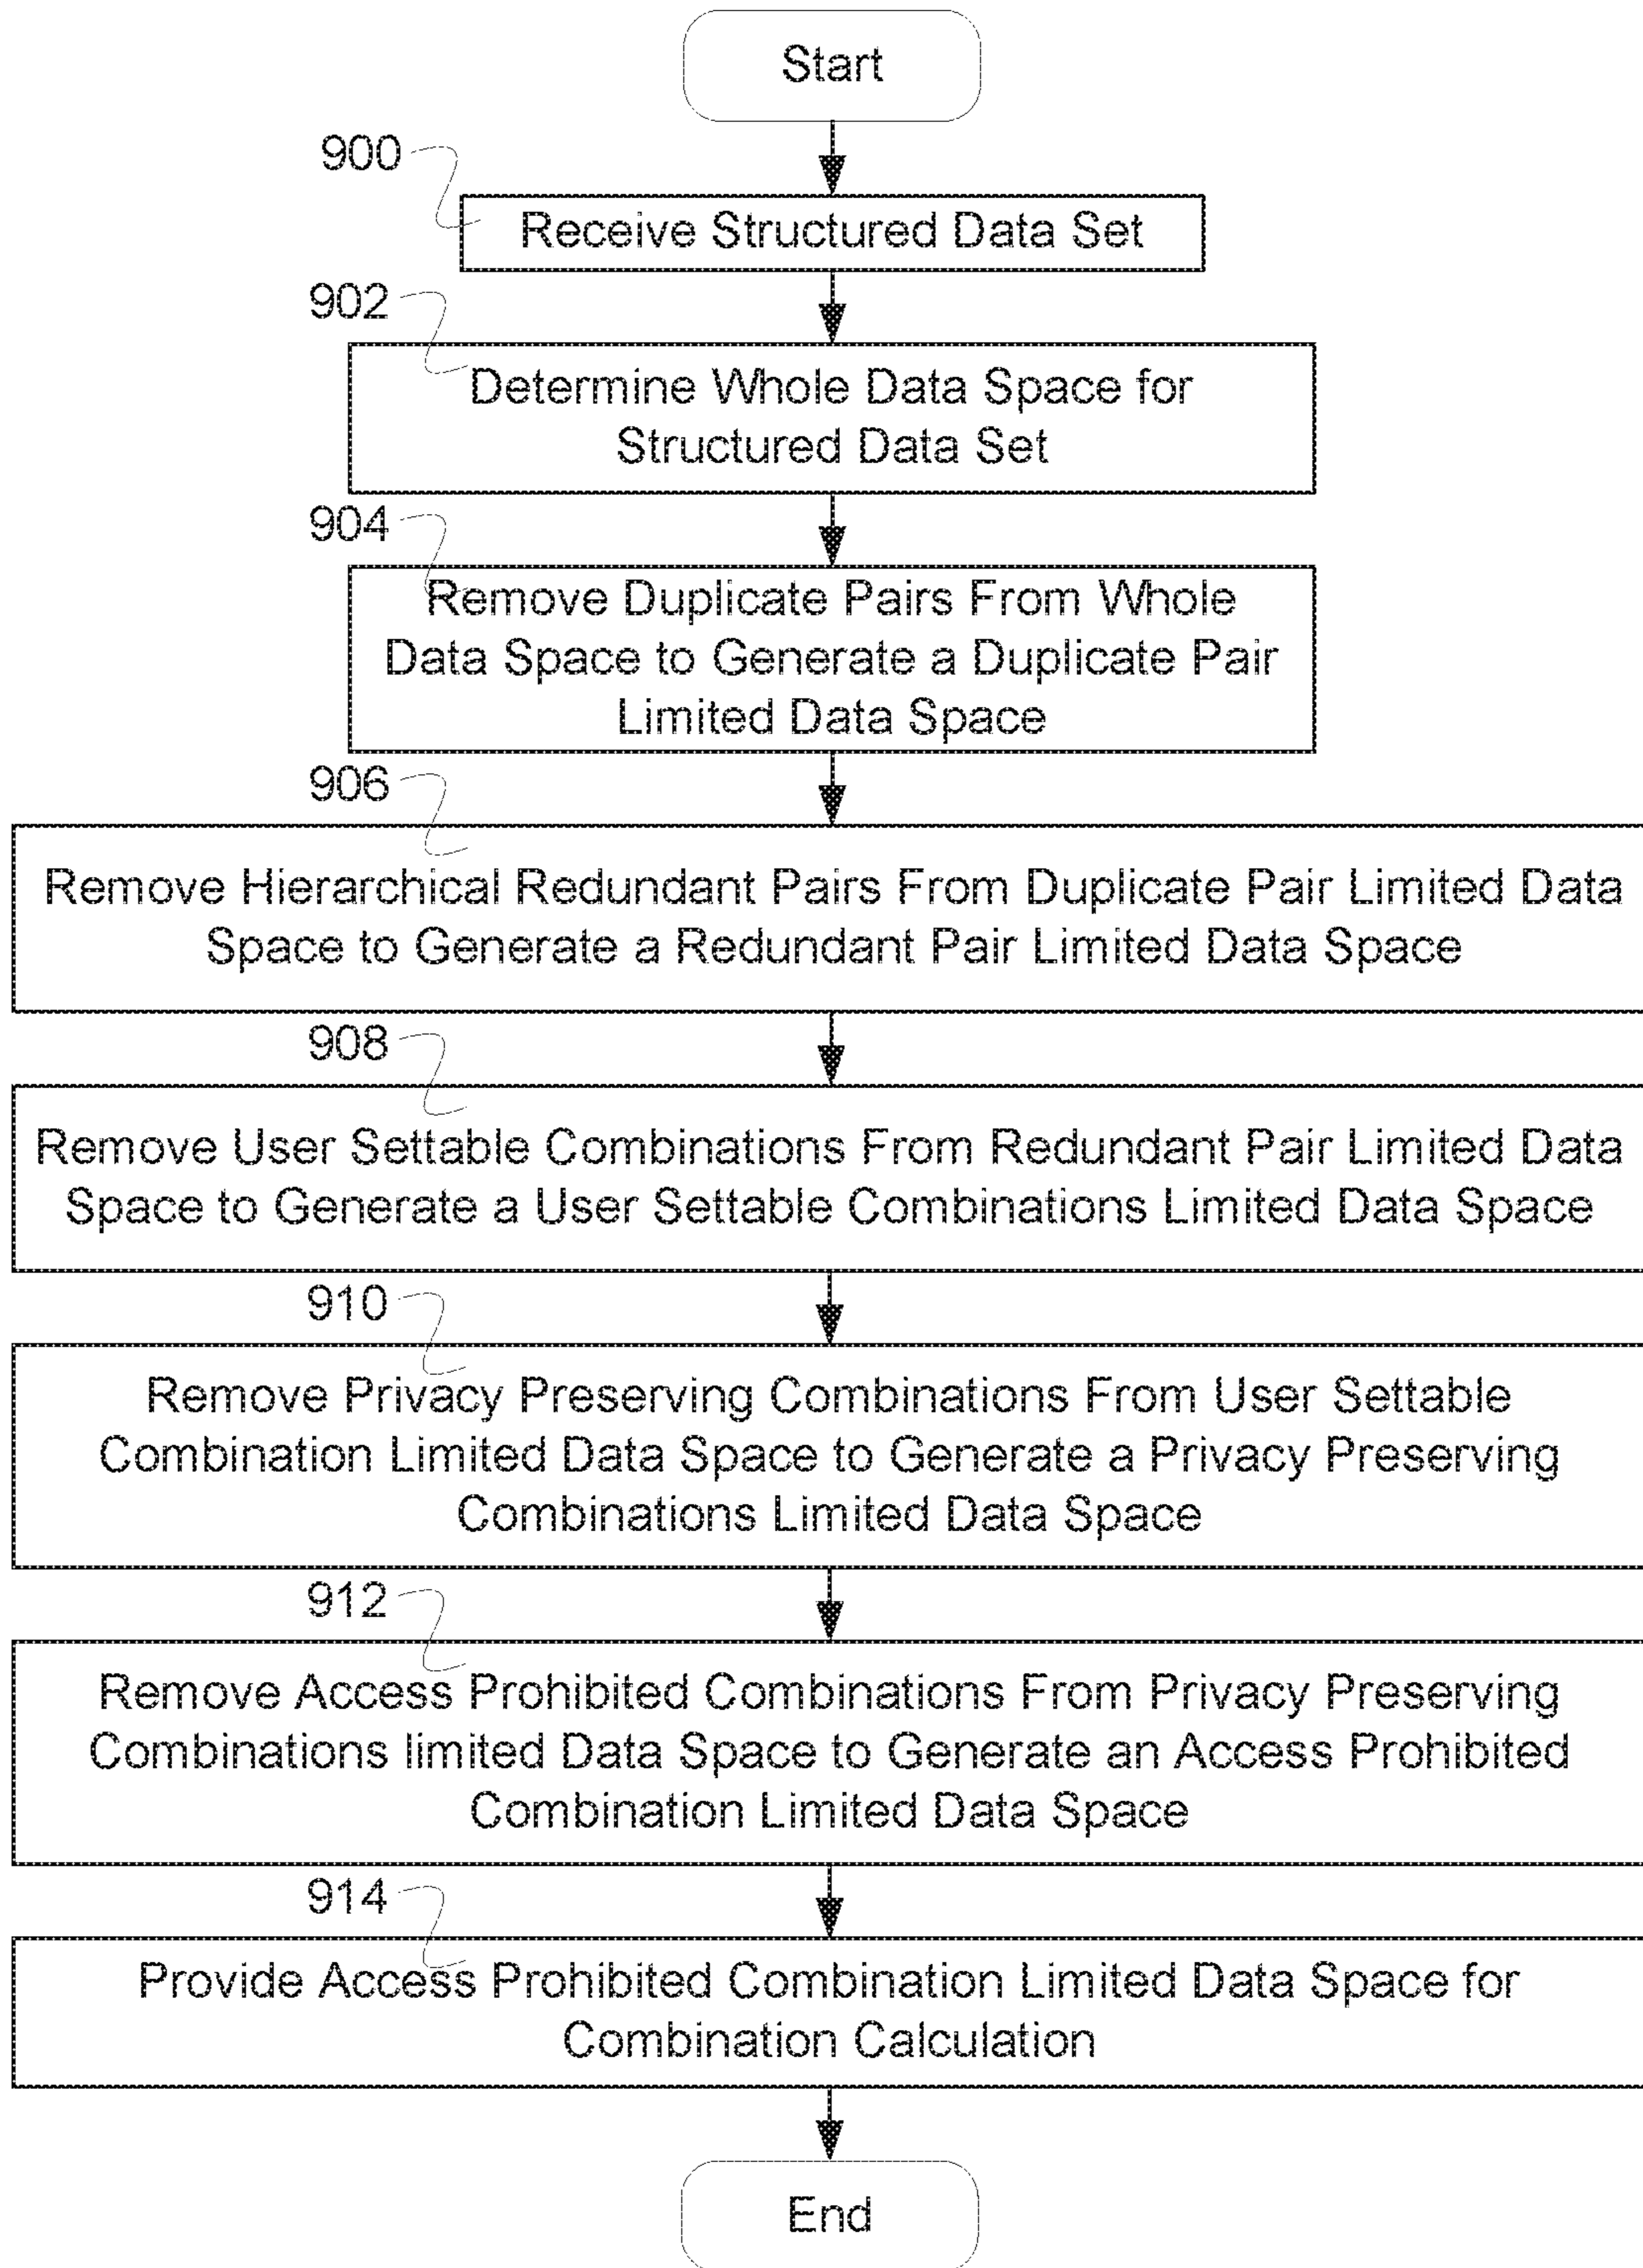 Start
900
Receive Structured Data Set
902
Determine Whole Data Space for
Structured Data Set
904
Remove Duplicate Pairs From Whole
Data Space to Generate a Duplicate Pair
Limited Data Space
906
Remove Hierarchical Redundant Pairs From Duplicate Pair Limited Data
Space to Generate a Redundant Pair Limited Data Space
908
Remove User Settable Combinations From Redundant Pair Limited Data
Space to Generate a User Settable Combinations Limited Data Space
910
Remove Privacy Preserving Combinations From User Settable
Combination Limited Data Space to Generate a Privacy Preserving
Combinations Limited Data Space
912
Remove Access Prohibited Combinations From Privacy Preserving
Combinations limited Data Space to Generate an Access Prohibited
Combination Limited Data Space
914
Provide Access Prohibited Combination Limited Data Space for
Combination Calculation
End